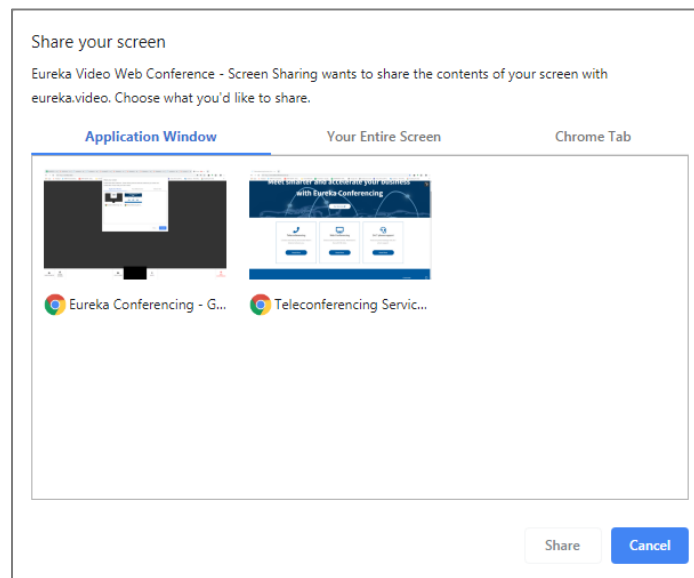 Share your screen
Eureka Video Web Conference - Screen Sharing wants to share the contents of your screen with
eureka.video. Choose what you'd like to share.
Application Window Your Entire Screen Chrome Tab
Meet smarter and accelerate your business
with Eureka Conferencing
Eureka Conferencing - G... Teleconferencing Servic...
Share Cancel